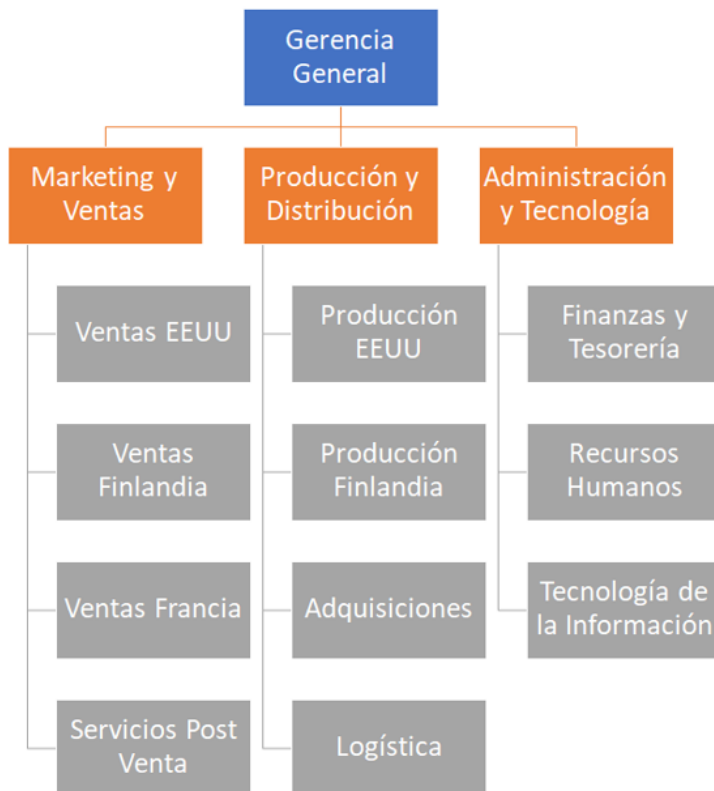 Gerencia
General
Marketing y
Ventas
Producción y
Distribución
Administración
y Tecnología
Ventas EEUU
Producción
EEUU
Finanzas y
Tesorería
Ventas
Finlandia
Producción
Finlandia
Recursos
Humanos
Ventas Francia
Adquisiciones
Tecnología de
la Información
Servicios Post
Venta
Logística